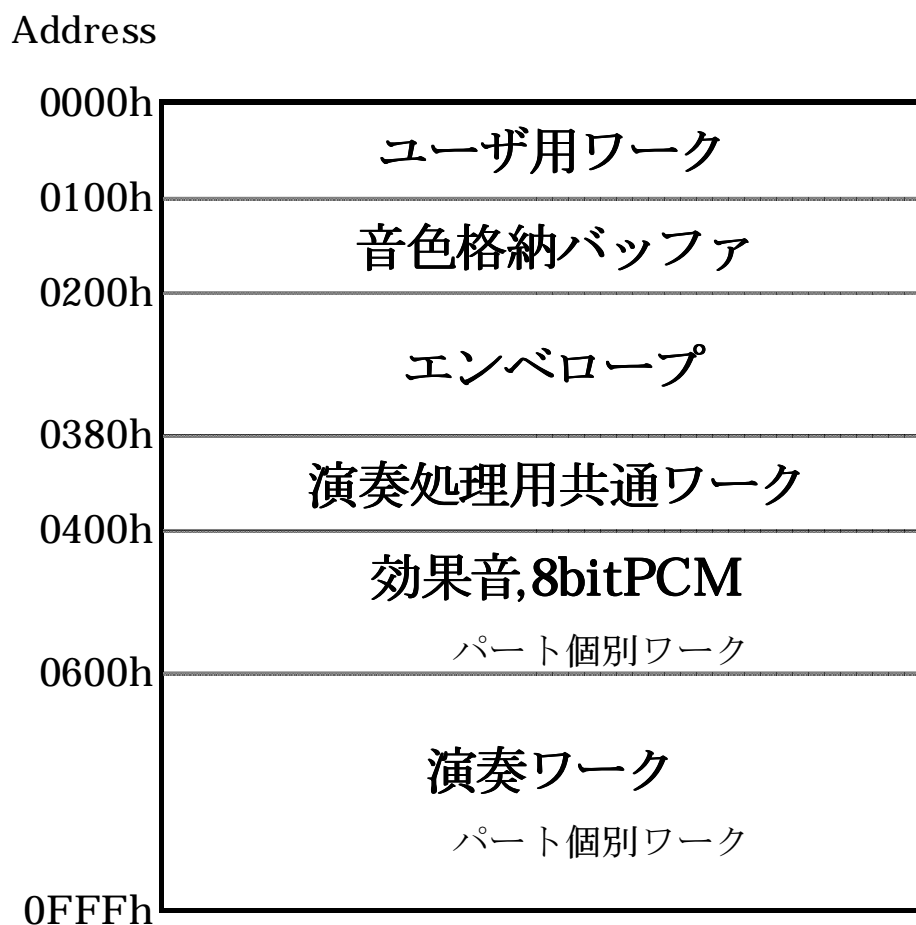 Address
0000h
ユーザ用ワーク
0100h
音色格納バッファ
0200h
エンベロープ
0380h
演奏処理用共通ワーク
0400h
効果音,8bitPCM
パート個別ワーク
0600h
演奏ワーク
パート個別ワーク
0FFFh